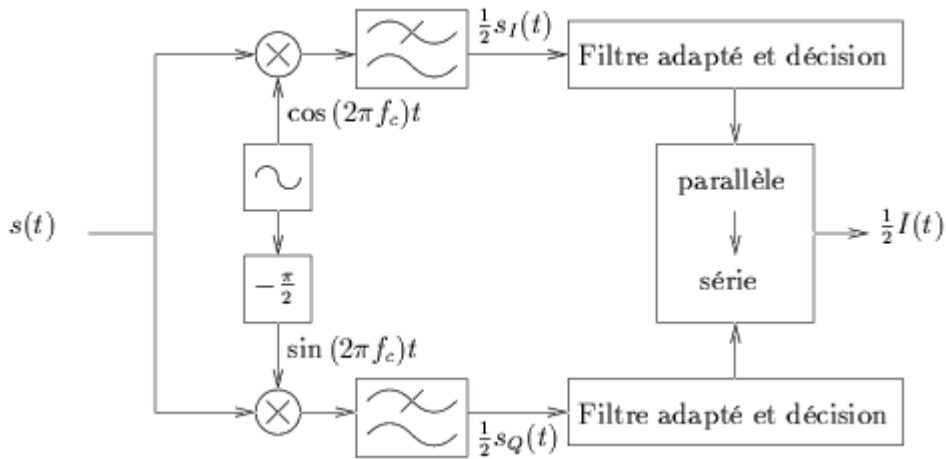 ½s_I(t)
Filtre adapté et décision
cos (2πf_c)t
parallèle
s(t)
½I(t)
−π/2
série
sin (2πf_c)t
Filtre adapté et décision
½s_Q(t)